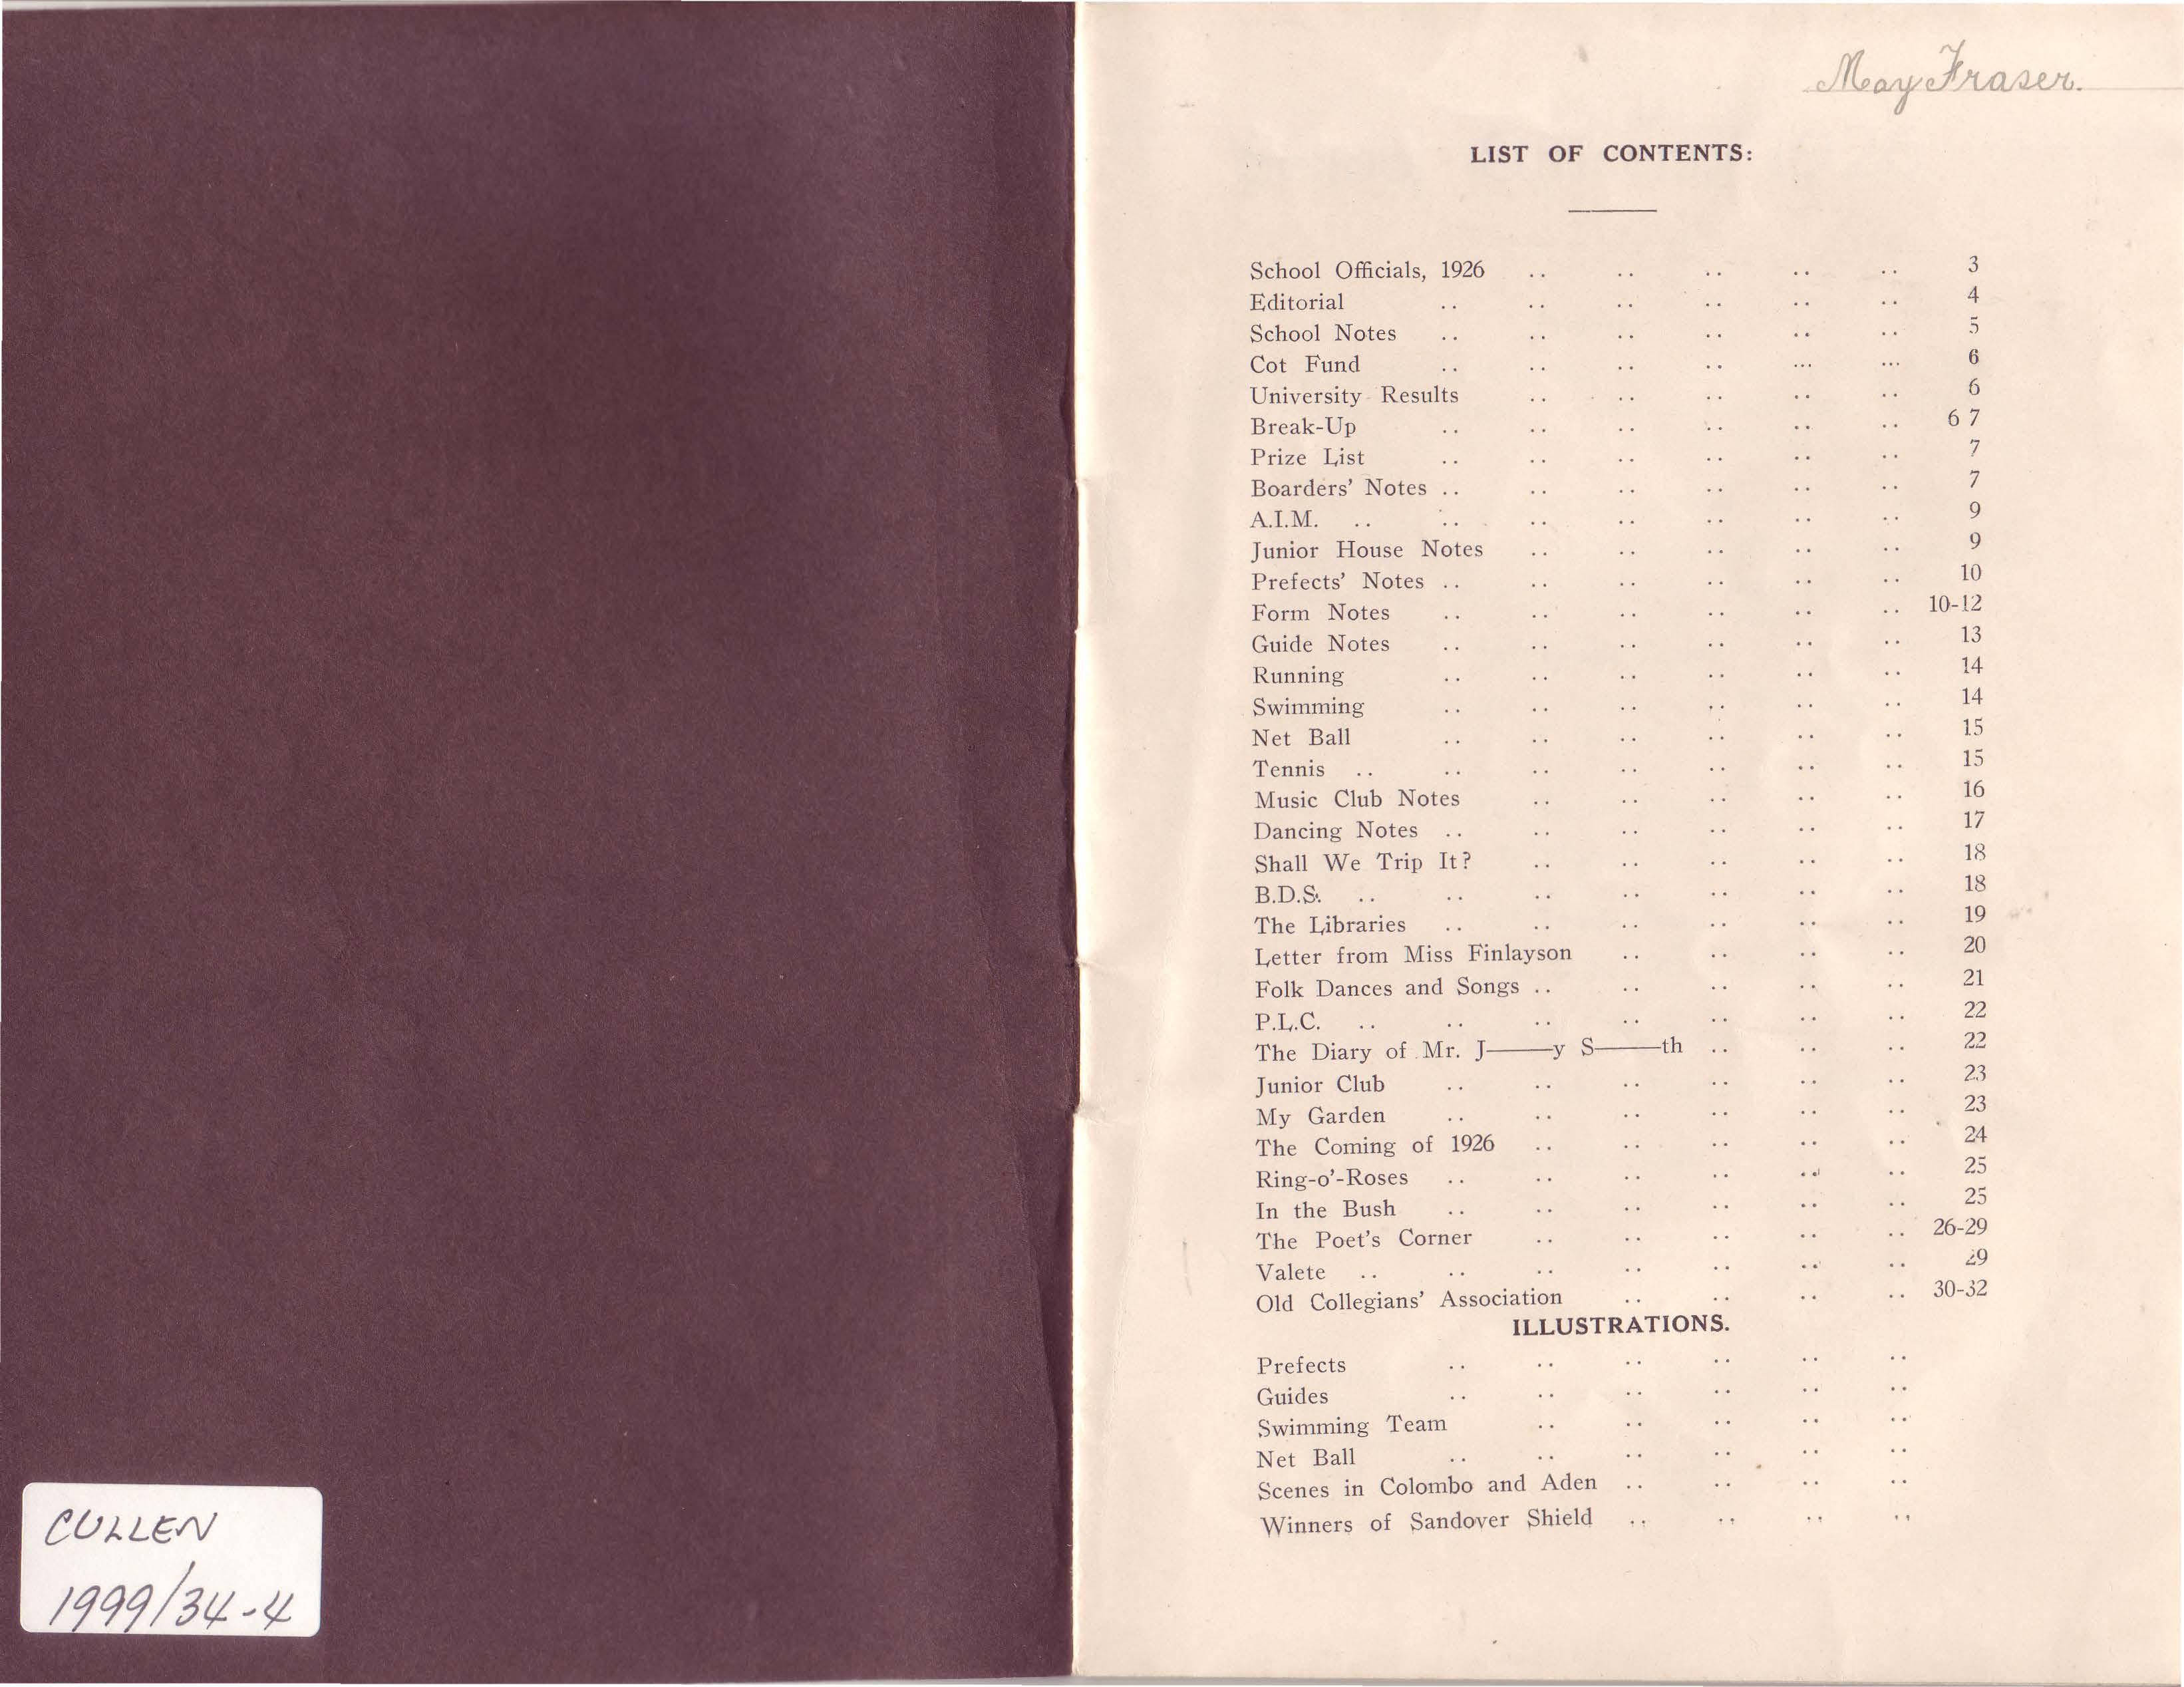 CULLEN
1999/34-4
May Fraser.
LIST OF CONTENTS:
School Officials, 1926 .. .. .. .. .. 3
Editorial .. .. .. .. .. .. 4
School Notes .. .. .. .. .. .. 5
Cot Fund .. .. .. .. ... ... 6
University Results .. .. .. .. .. 6
Break-Up .. .. .. .. .. .. 6 7
Prize List .. .. .. .. .. .. 7
Boarders' Notes .. .. .. .. .. .. 7
A.I.M. .. .. .. .. .. .. .. 9
Junior House Notes .. .. .. .. .. 9
Prefects' Notes .. .. .. .. .. .. 10
Form Notes .. .. .. .. .. .. 10-12
Guide Notes .. .. .. .. .. .. 13
Running .. .. .. .. .. .. 14
Swimming .. .. .. .. .. .. 14
Net Ball .. .. .. .. .. .. 15
Tennis .. .. .. .. .. .. .. 15
Music Club Notes .. .. .. .. .. 16
Dancing Notes .. .. .. .. .. .. 17
Shall We Trip It? .. .. .. .. .. 18
B.D.S. .. .. .. .. .. .. .. 18
The Libraries .. .. .. .. .. .. 19
Letter from Miss Finlayson .. .. .. .. 20
Folk Dances and Songs .. .. .. .. .. 21
P.L.C. .. .. .. .. .. .. .. 22
The Diary of Mr. J——y S——th .. .. .. 22
Junior Club .. .. .. .. .. .. 23
My Garden .. .. .. .. .. .. 23
The Coming of 1926 .. .. .. .. .. 24
Ring-o'-Roses .. .. .. .. .. .. 25
In the Bush .. .. .. .. .. .. 25
The Poet's Corner .. .. .. .. .. 26-29
Valete .. .. .. .. .. .. .. 29
Old Collegians' Association .. .. .. .. 30-32
ILLUSTRATIONS.
Prefects .. .. .. .. .. ..
Guides .. .. .. .. .. ..
Swimming Team .. .. .. .. ..
Net Ball .. .. .. .. .. ..
Scenes in Colombo and Aden .. .. .. ..
Winners of Sandover Shield .. .. .. ..